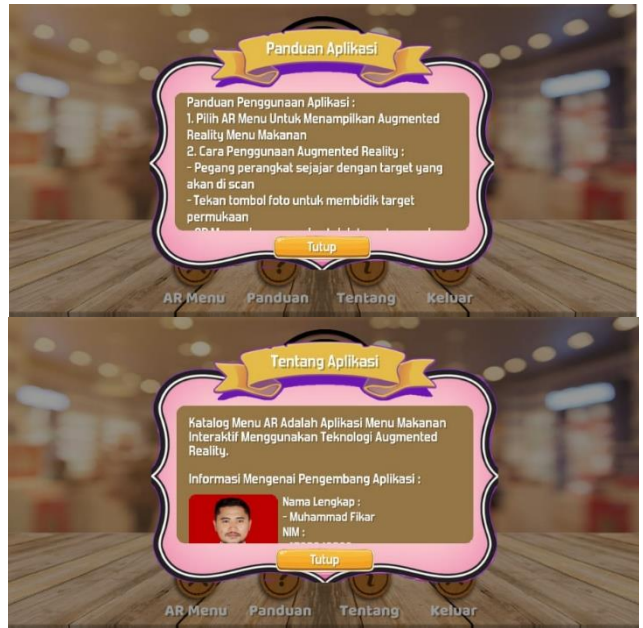 Panduan Aplikasi
Panduan Penggunaan Aplikasi :
1. Pilih AR Menu Untuk Menampilkan Augmented
Reality Menu Makanan
2. Cara Penggunaan Augmented Reality :
- Pegang perangkat sejajar dengan target yang
akan di scan
- Tekan tombol foto untuk membidik target
permukaan
Tutup
AR Menu Panduan Tentang Keluar
Tentang Aplikasi
Katalog Menu AR Adalah Aplikasi Menu Makanan
Interaktif Menggunakan Teknologi Augmented
Reality.
Informasi Mengenai Pengembang Aplikasi :
Nama Lengkap :
- Muhammad Fikar
NIM :
Tutup
AR Menu Panduan Tentang Keluar